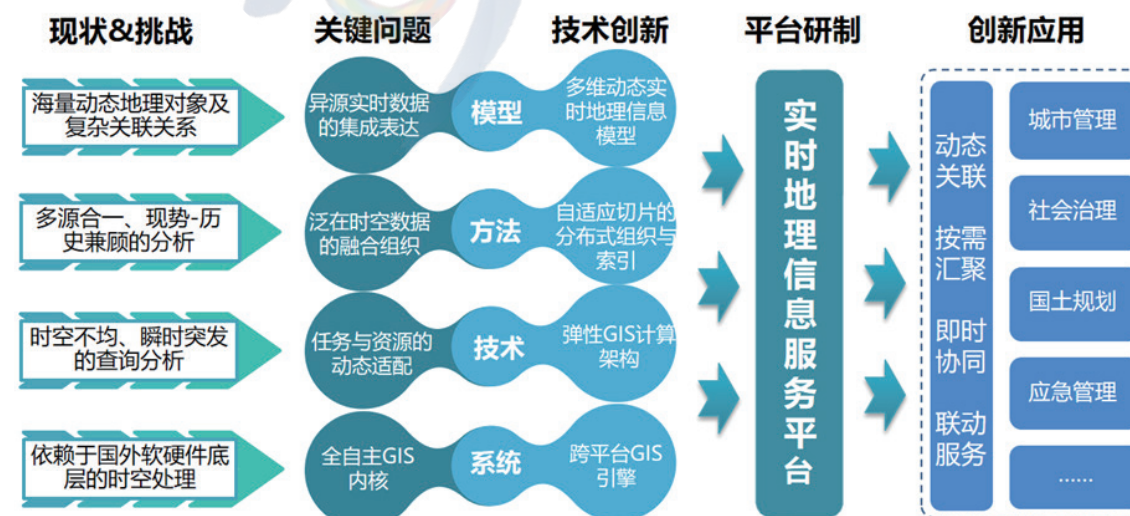 现状&挑战
关键问题
技术创新
平台研制
创新应用
海量动态地理对象及
复杂关联关系
异源实时数据
的集成表达
模型
多维动态实
时地理信息
模型
多源合一、现势-历
史兼顾的分析
泛在时空数据
的融合组织
方法
自适应切片的
分布式组织与
索引
时空不均、瞬时突发
的查询分析
任务与资源的
动态适配
技术
弹性GIS计算
架构
依赖于国外软硬件底
层的时空处理
全自主GIS
内核
系统
跨平台GIS
引擎
实时地理信息服务平台
动态
关联
按需
汇聚
即时
协同
联动
服务
城市管理
社会治理
国土规划
应急管理
......